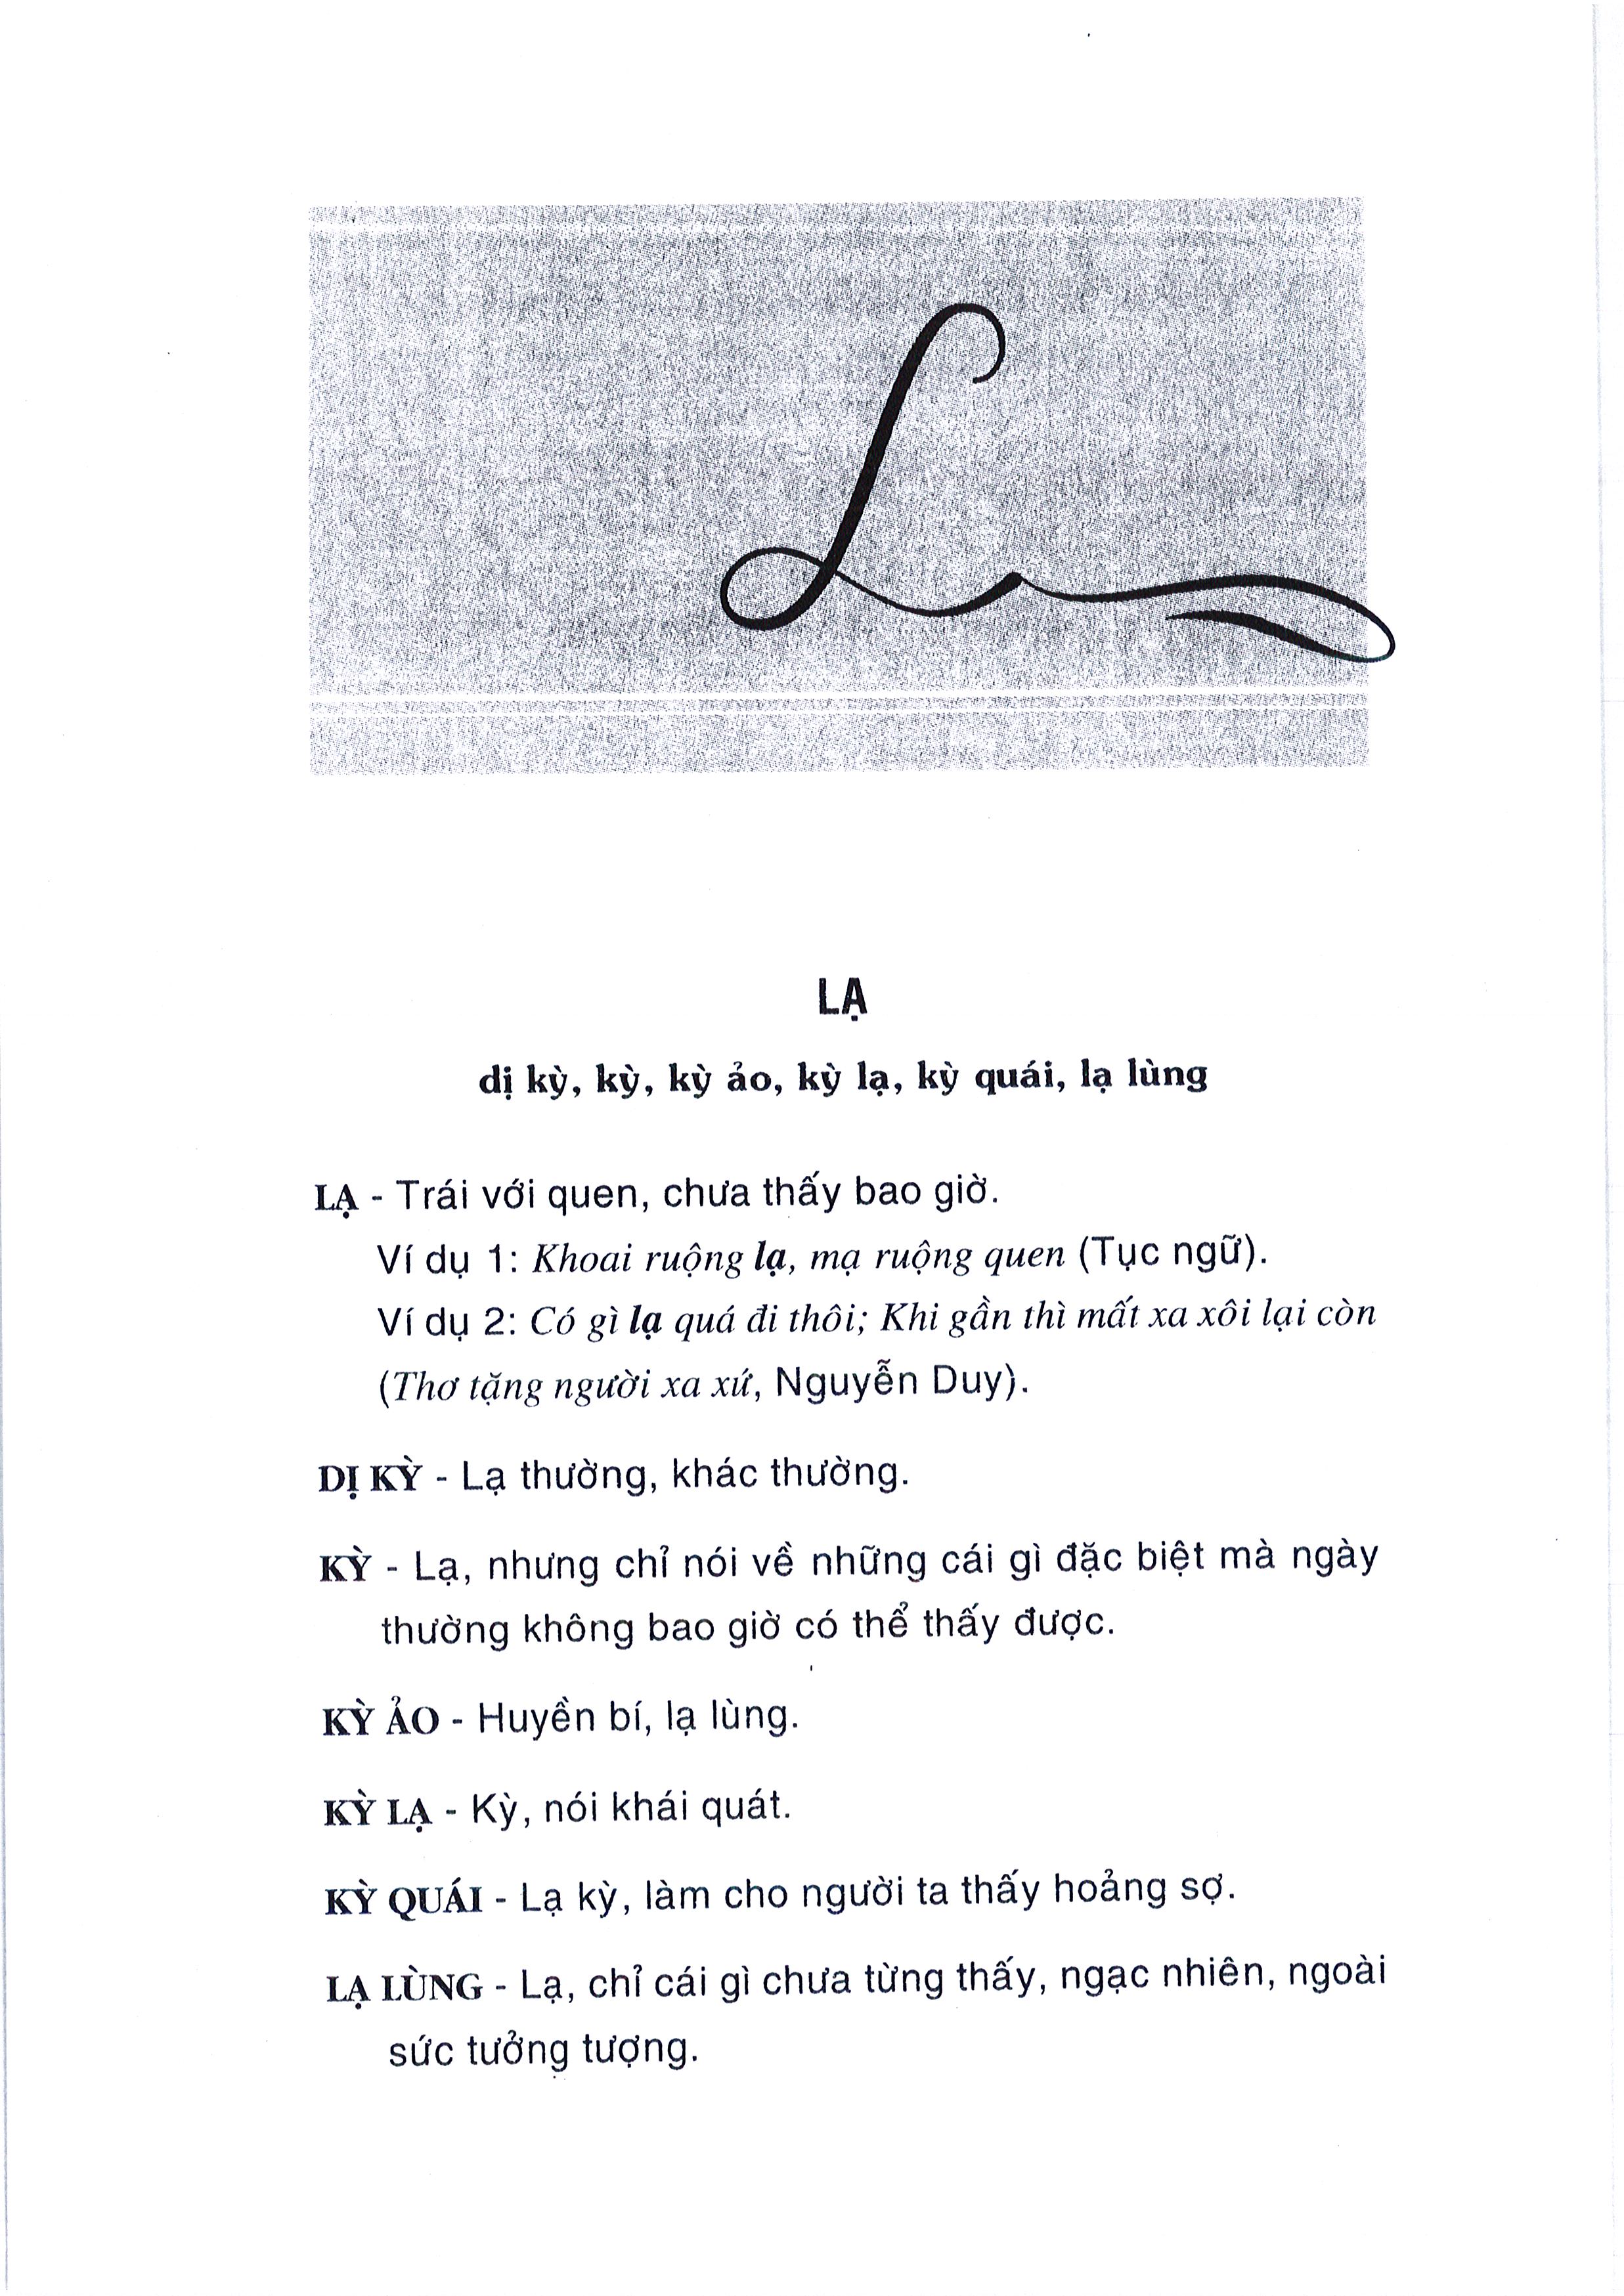 L
LẠ
dị kỳ, kỳ, kỳ ảo, kỳ lạ, kỳ quái, lạ lùng
LẠ - Trái với quen, chưa thấy bao giờ.
Ví dụ 1: Khoai ruộng lạ, mạ ruộng quen (Tục ngữ).
Ví dụ 2: Có gì lạ quá đi thôi; Khi gần thì mất xa xôi lại còn
(Thơ tặng người xa xứ, Nguyễn Duy).
DỊ KỲ - Lạ thường, khác thường.
KỲ - Lạ, nhưng chỉ nói về những cái gì đặc biệt mà ngày
thường không bao giờ có thể thấy được.
KỲ ẢO - Huyền bí, lạ lùng.
KỲ LẠ - Kỳ, nói khái quát.
KỲ QUÁI - Lạ kỳ, làm cho người ta thấy hoảng sợ.
LẠ LÙNG - Lạ, chỉ cái gì chưa từng thấy, ngạc nhiên, ngoài
sức tưởng tượng.